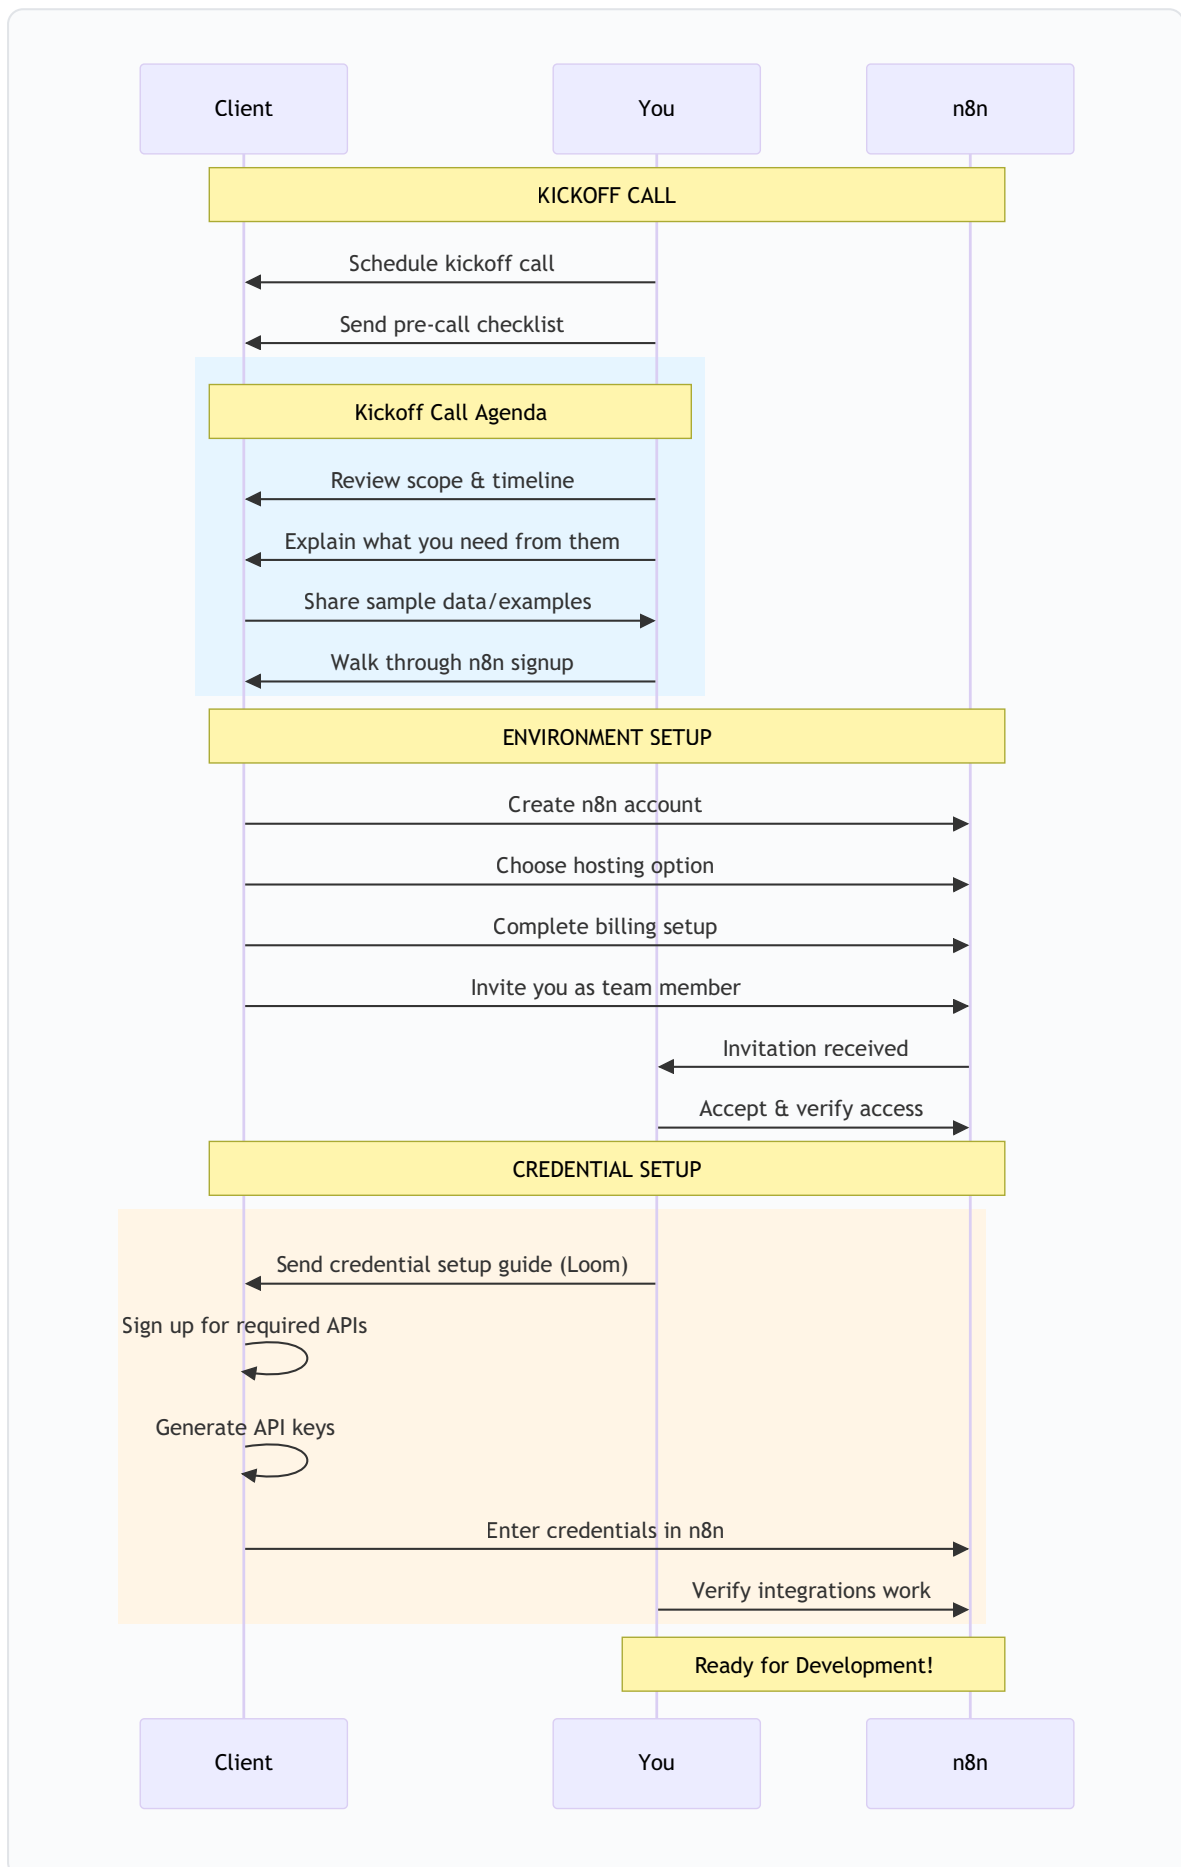 Client
You
n8n
KICKOFF CALL
Schedule kickoff call
Send pre-call checklist
Kickoff Call Agenda
Review scope & timeline
Explain what you need from them
Share sample data/examples
Walk through n8n signup
ENVIRONMENT SETUP
Create n8n account
Choose hosting option
Complete billing setup
Invite you as team member
Invitation received
Accept & verify access
CREDENTIAL SETUP
Send credential setup guide (Loom)
Sign up for required APIs
Generate API keys
Enter credentials in n8n
Verify integrations work
Ready for Development!
Client
You
n8n